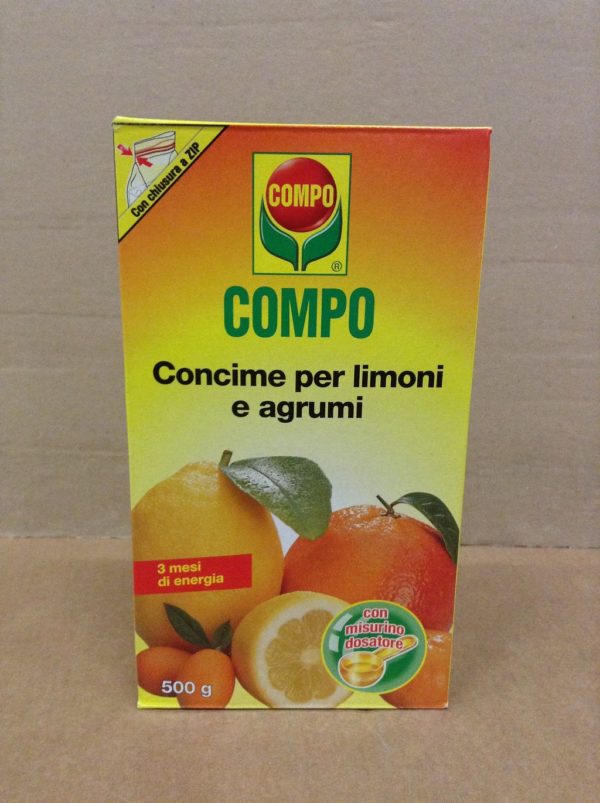 Con chiusura a ZIP
COMPO
®
COMPO
Concime per limoni
e agrumi
3 mesi
di energia
con
misurino
dosatore
500 g